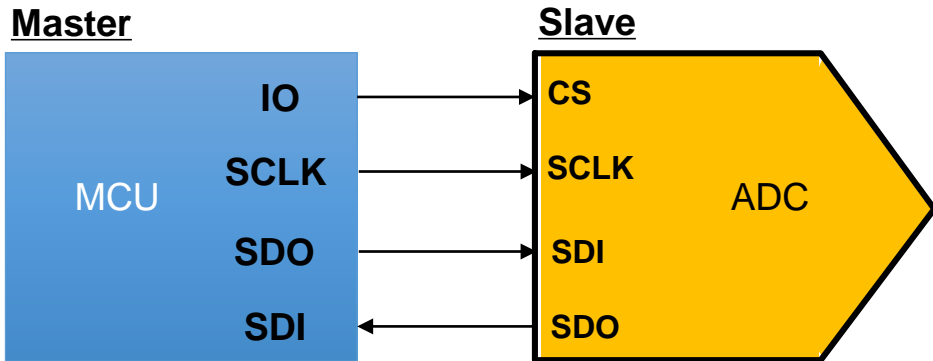 Master
Slave
IO
CS
SCLK
SCLK
MCU
ADC
SDO
SDI
SDI
SDO